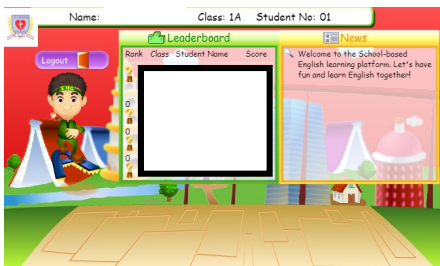 Name: Class: 1A Student No: 01
Leaderboard
News
Logout
Rank Class Student Name Score
Welcome to the School-based
English learning platform. Let's have
fun and learn English together!
0
0
0